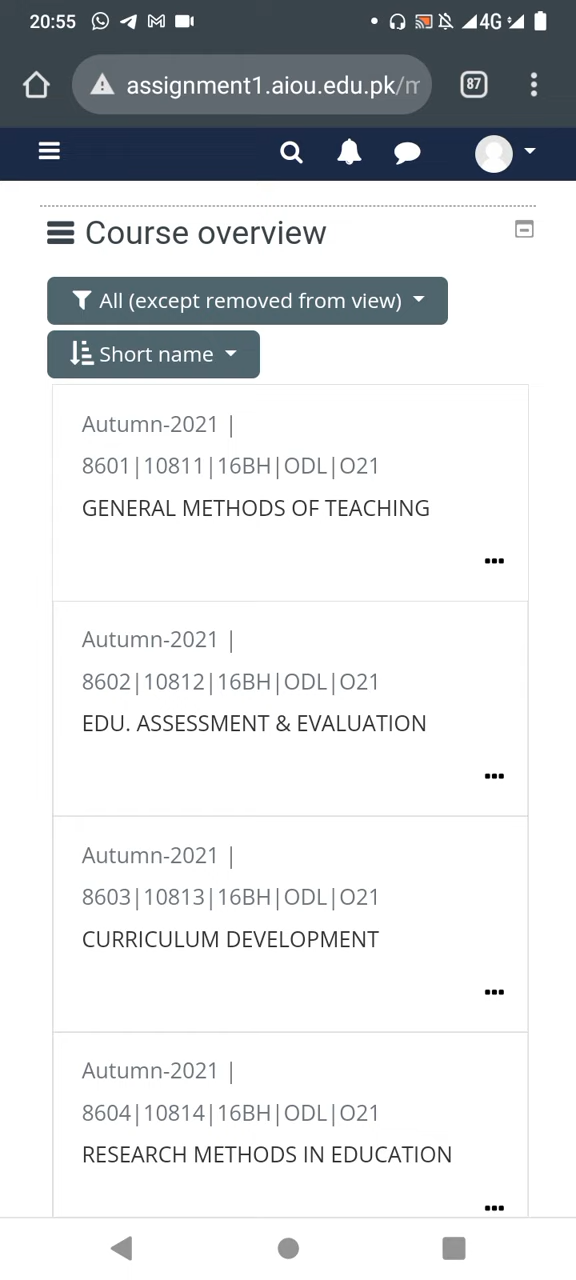 20:55
4G
assignment1.aiou.edu.pk/m
87
Course overview
All (except removed from view)
Short name
Autumn-2021 |
8601|10811|16BH|ODL|O21
GENERAL METHODS OF TEACHING
Autumn-2021 |
8602|10812|16BH|ODL|O21
EDU. ASSESSMENT & EVALUATION
Autumn-2021 |
8603|10813|16BH|ODL|O21
CURRICULUM DEVELOPMENT
Autumn-2021 |
8604|10814|16BH|ODL|O21
RESEARCH METHODS IN EDUCATION